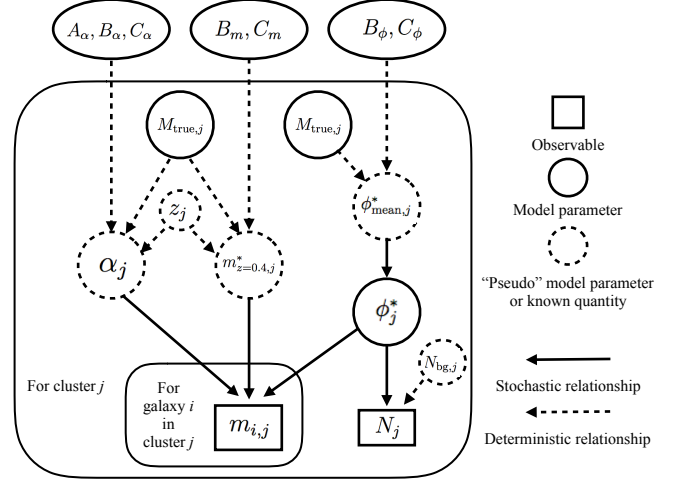 A_α, B_α, C_α
B_m, C_m
B_ϕ, C_ϕ
M_true,j
M_true,j
z_j
ϕ*_mean,j
α_j
m*_z=0.4,j
ϕ*_j
N_bg,j
For cluster j
For
galaxy i
in
cluster j
m_i,j
N_j
Observable
Model parameter
“Pseudo” model parameter
or known quantity
Stochastic relationship
Deterministic relationship